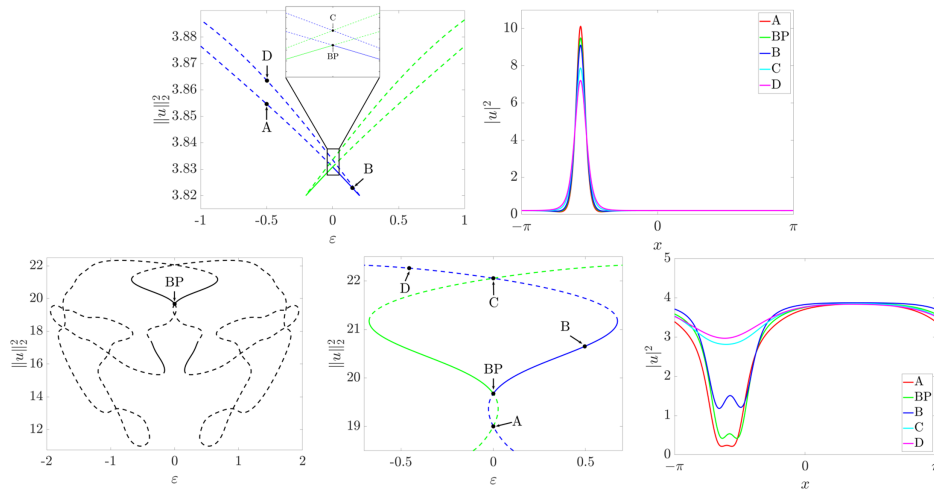 C
BP
3.88
3.87
3.86
3.85
3.84
3.83
3.82
||u||₂²
D
A
B
-1
-0.5
0
0.5
1
ε
10
8
6
4
2
0
|u|²
A
BP
B
C
D
−π
0
π
x
22
20
18
16
14
12
||u||₂²
BP
-2
-1
0
1
2
ε
22
21
20
19
||u||₂²
D
C
B
BP
A
-0.5
0
0.5
ε
5
4
3
2
1
0
|u|²
A
BP
B
C
D
−π
0
π
x